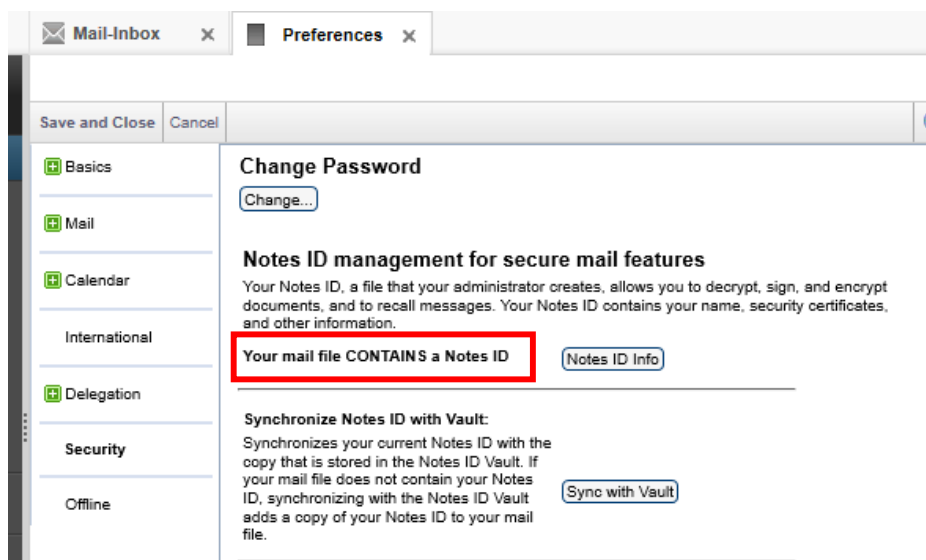 Mail-Inbox
Preferences
Save and Close
Cancel
Basics
Mail
Calendar
International
Delegation
Security
Offline
Change Password
Change...
Notes ID management for secure mail features
Your Notes ID, a file that your administrator creates, allows you to decrypt, sign, and encrypt
documents, and to recall messages. Your Notes ID contains your name, security certificates,
and other information.
Your mail file CONTAINS a Notes ID
Notes ID Info
Synchronize Notes ID with Vault:
Synchronizes your current Notes ID with the
copy that is stored in the Notes ID Vault. If
your mail file does not contain your Notes
ID, synchronizing with the Notes ID Vault
adds a copy of your Notes ID to your mail
file.
Sync with Vault